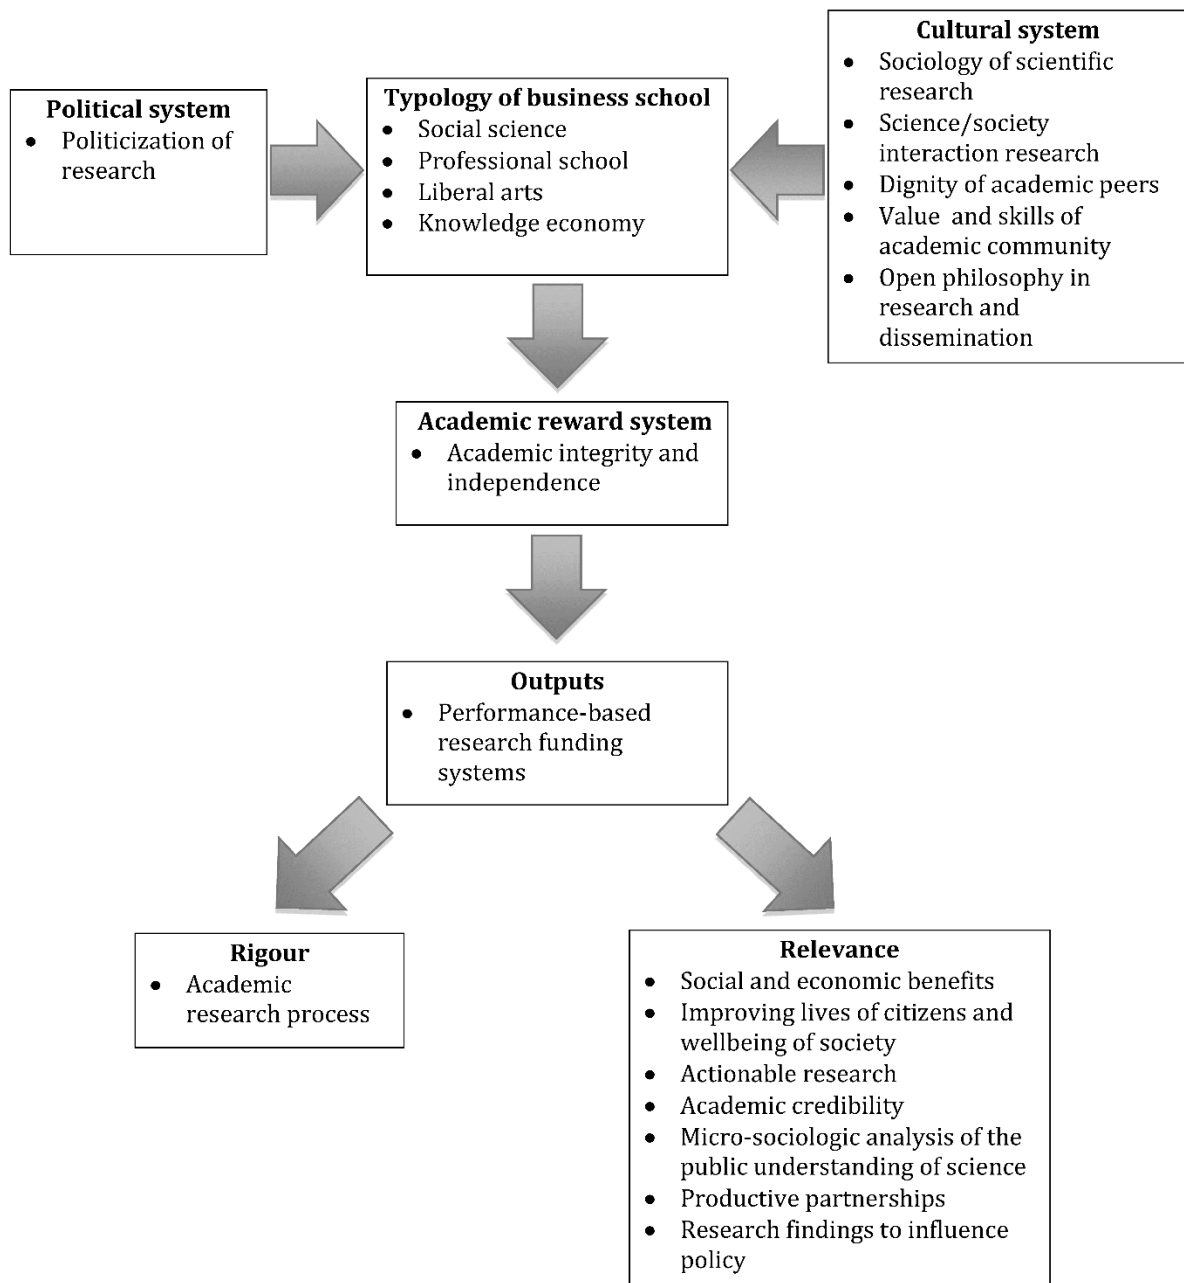 Political system
• Politicization of
research
Typology of business school
• Social science
• Professional school
• Liberal arts
• Knowledge economy
Cultural system
• Sociology of scientific
research
• Science/society
interaction research
• Dignity of academic peers
• Value and skills of
academic community
• Open philosophy in
research and
dissemination
Academic reward system
• Academic integrity and
independence
Outputs
• Performance-based
research funding
systems
Rigour
• Academic
research process
Relevance
• Social and economic benefits
• Improving lives of citizens and
wellbeing of society
• Actionable research
• Academic credibility
• Micro-sociologic analysis of the
public understanding of science
• Productive partnerships
• Research findings to influence
policy